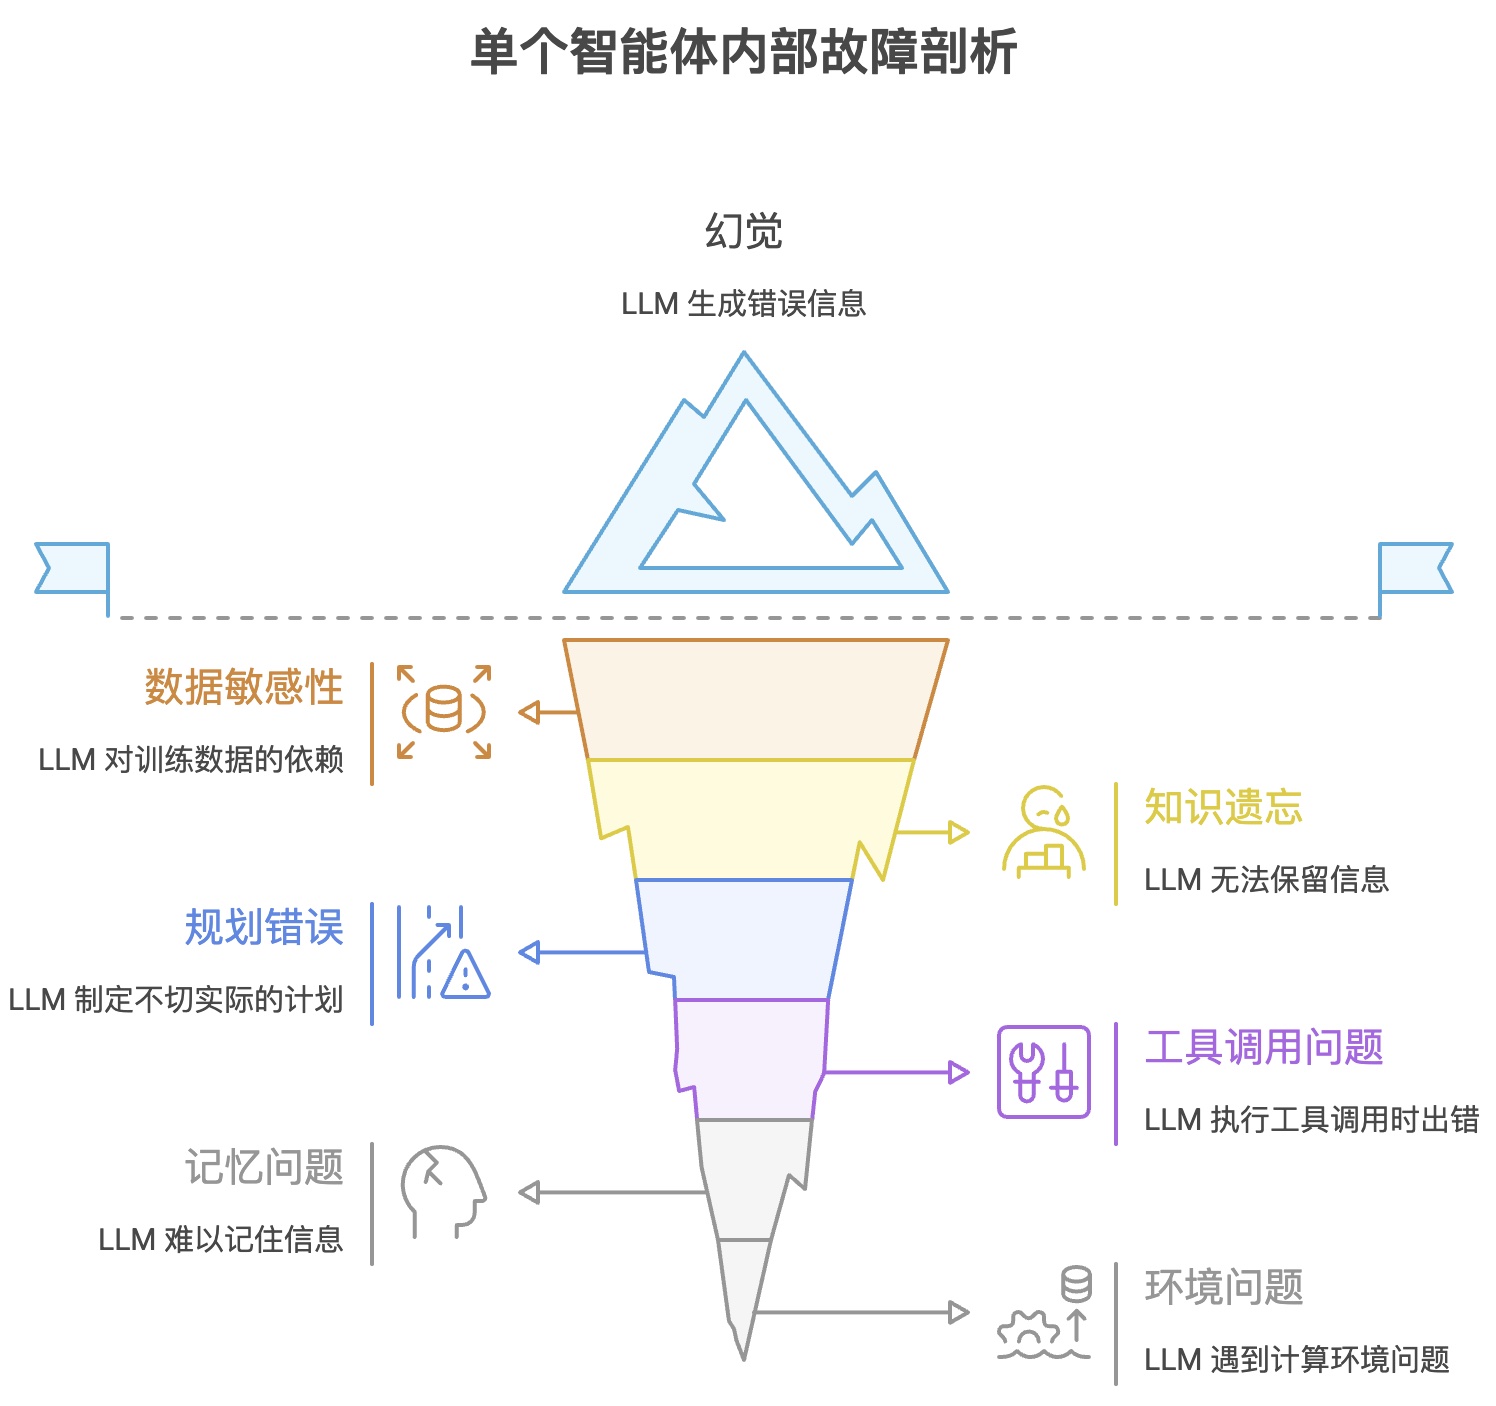 单个智能体内部故障剖析
幻觉
LLM 生成错误信息
数据敏感性
LLM 对训练数据的依赖
知识遗忘
LLM 无法保留信息
规划错误
LLM 制定不切实际的计划
工具调用问题
LLM 执行工具调用时出错
记忆问题
LLM 难以记住信息
环境问题
LLM 遇到计算环境问题